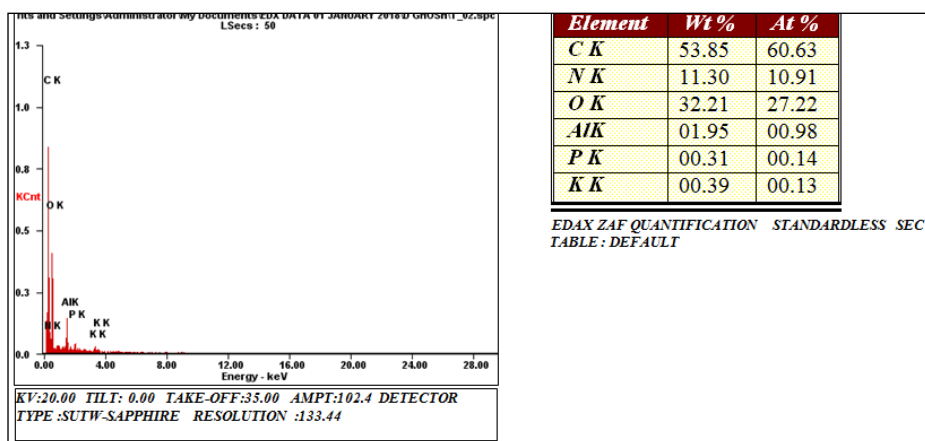 nts and Settings\Administrator\My Documents\EDX DATA 01 JANUARY 2018\D GHOSH\T_02.spc
LSecs : 50
1.3
C K
1.0
0.8
KCnt
O K
0.5
0.3
AlK
P K
K K
K K
N K
0.0
0.00 4.00 8.00 12.00 16.00 20.00 24.00 28.00
Energy - keV
KV:20.00 TILT: 0.00 TAKE-OFF:35.00 AMPT:102.4 DETECTOR
TYPE :SUTW-SAPPHIRE RESOLUTION :133.44
Element Wt % At %
C K 53.85 60.63
N K 11.30 10.91
O K 32.21 27.22
AlK 01.95 00.98
P K 00.31 00.14
K K 00.39 00.13
EDAX ZAF QUANTIFICATION STANDARDLESS SEC
TABLE : DEFAULT